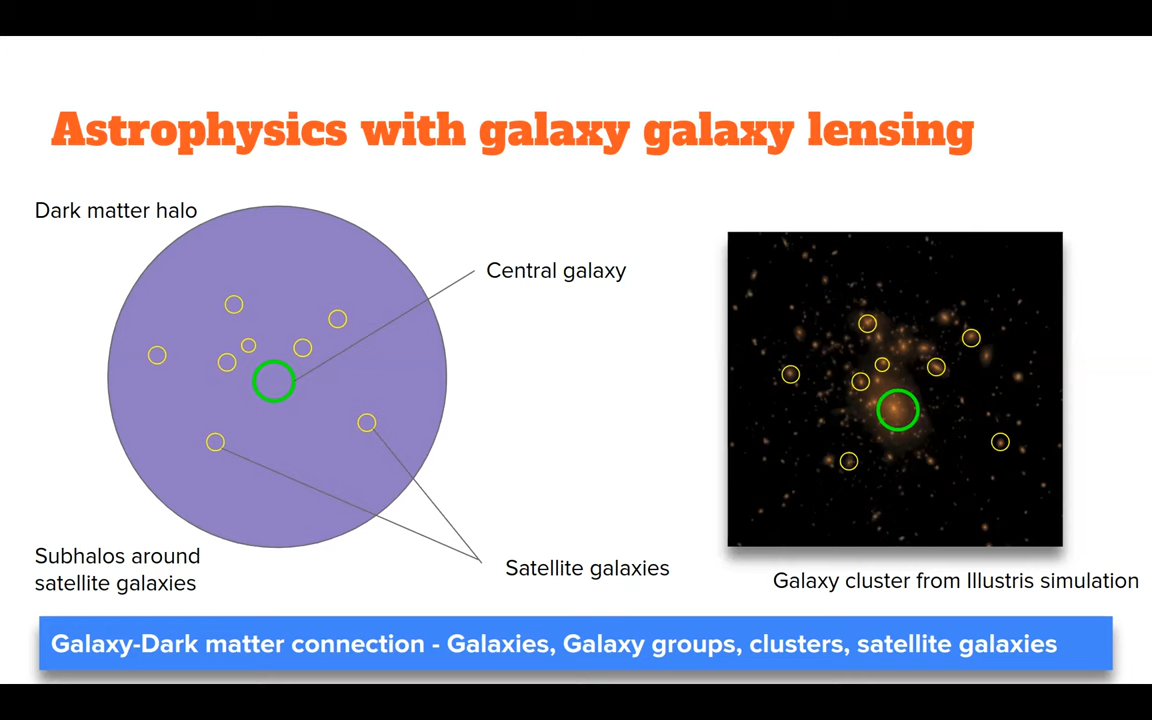 Astrophysics with galaxy galaxy lensing
Dark matter halo
Central galaxy
Subhalos around
satellite galaxies
Satellite galaxies
Galaxy cluster from Illustris simulation
Galaxy-Dark matter connection - Galaxies, Galaxy groups, clusters, satellite galaxies